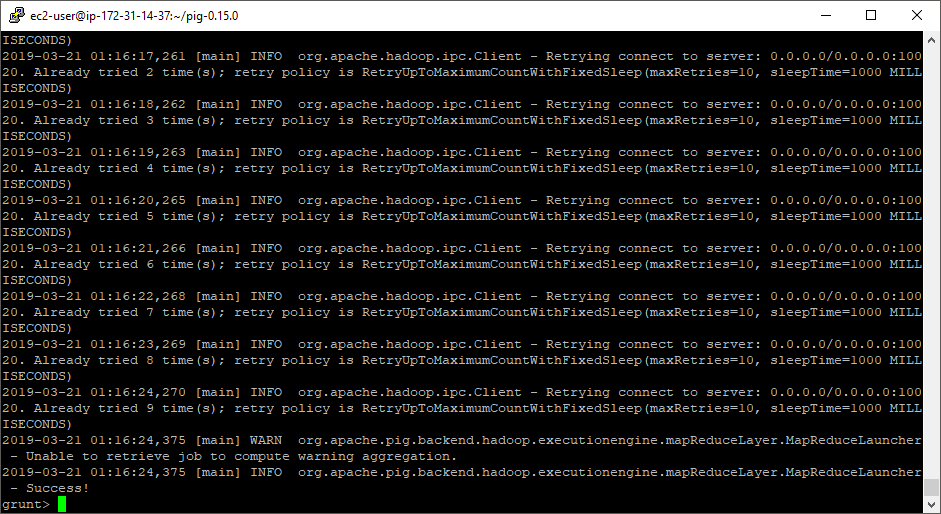 ec2-user@ip-172-31-14-37:~/pig-0.15.0
ISECONDS)
2019-03-21 01:16:17,261 [main] INFO  org.apache.hadoop.ipc.Client - Retrying connect to server: 0.0.0.0/0.0.0.0:100
20. Already tried 2 time(s); retry policy is RetryUpToMaximumCountWithFixedSleep(maxRetries=10, sleepTime=1000 MILL
ISECONDS)
2019-03-21 01:16:18,262 [main] INFO  org.apache.hadoop.ipc.Client - Retrying connect to server: 0.0.0.0/0.0.0.0:100
20. Already tried 3 time(s); retry policy is RetryUpToMaximumCountWithFixedSleep(maxRetries=10, sleepTime=1000 MILL
ISECONDS)
2019-03-21 01:16:19,263 [main] INFO  org.apache.hadoop.ipc.Client - Retrying connect to server: 0.0.0.0/0.0.0.0:100
20. Already tried 4 time(s); retry policy is RetryUpToMaximumCountWithFixedSleep(maxRetries=10, sleepTime=1000 MILL
ISECONDS)
2019-03-21 01:16:20,265 [main] INFO  org.apache.hadoop.ipc.Client - Retrying connect to server: 0.0.0.0/0.0.0.0:100
20. Already tried 5 time(s); retry policy is RetryUpToMaximumCountWithFixedSleep(maxRetries=10, sleepTime=1000 MILL
ISECONDS)
2019-03-21 01:16:21,266 [main] INFO  org.apache.hadoop.ipc.Client - Retrying connect to server: 0.0.0.0/0.0.0.0:100
20. Already tried 6 time(s); retry policy is RetryUpToMaximumCountWithFixedSleep(maxRetries=10, sleepTime=1000 MILL
ISECONDS)
2019-03-21 01:16:22,268 [main] INFO  org.apache.hadoop.ipc.Client - Retrying connect to server: 0.0.0.0/0.0.0.0:100
20. Already tried 7 time(s); retry policy is RetryUpToMaximumCountWithFixedSleep(maxRetries=10, sleepTime=1000 MILL
ISECONDS)
2019-03-21 01:16:23,269 [main] INFO  org.apache.hadoop.ipc.Client - Retrying connect to server: 0.0.0.0/0.0.0.0:100
20. Already tried 8 time(s); retry policy is RetryUpToMaximumCountWithFixedSleep(maxRetries=10, sleepTime=1000 MILL
ISECONDS)
2019-03-21 01:16:24,270 [main] INFO  org.apache.hadoop.ipc.Client - Retrying connect to server: 0.0.0.0/0.0.0.0:100
20. Already tried 9 time(s); retry policy is RetryUpToMaximumCountWithFixedSleep(maxRetries=10, sleepTime=1000 MILL
ISECONDS)
2019-03-21 01:16:24,375 [main] WARN  org.apache.pig.backend.hadoop.executionengine.mapReduceLayer.MapReduceLauncher
 - Unable to retrieve job to compute warning aggregation.
2019-03-21 01:16:24,375 [main] INFO  org.apache.pig.backend.hadoop.executionengine.mapReduceLayer.MapReduceLauncher
 - Success!
grunt>